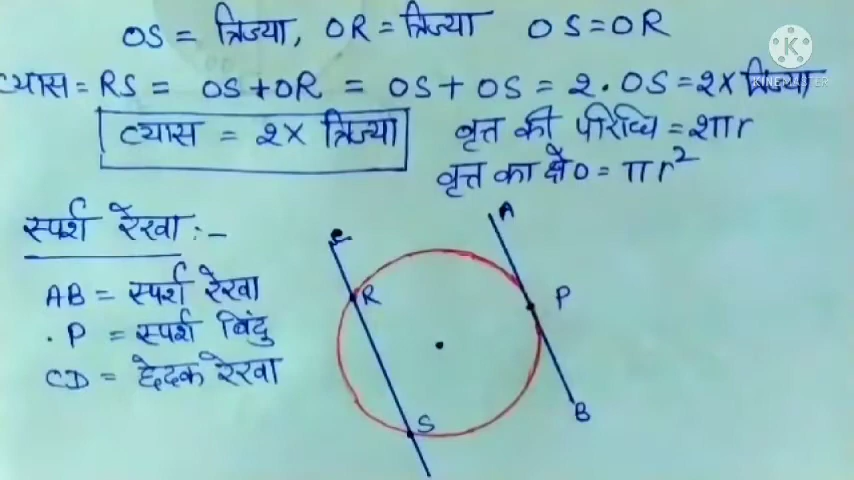 OS = त्रिज्या, OR = त्रिज्या OS = OR
व्यास = RS = OS + OR = OS + OS = 2 . OS = 2 x त्रिज्या
K
KINEMASTER
व्यास = 2 x त्रिज्या
वृत्त की परिधि = 2πr
वृत्त का क्षे० = πr²
स्पर्श रेखा :-
AB = स्पर्श रेखा
. P = स्पर्श बिंदु
CD = छेदक रेखा
A
C
R
P
S
B